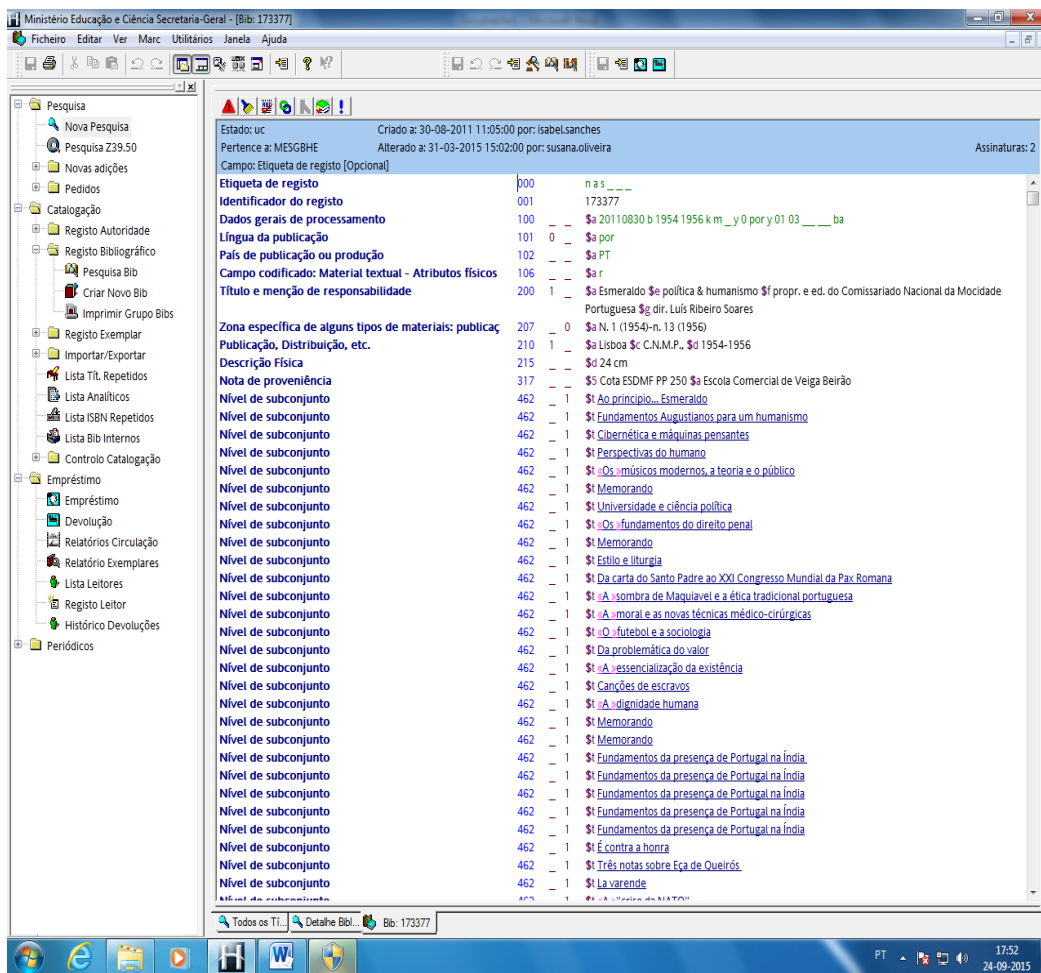 Ministério Educação e Ciência Secretaria-Geral - [Bib: 173377]
Ficheiro Editar Ver Marc Utilitários Janela Ajuda
Pesquisa
Nova Pesquisa
Pesquisa Z39.50
Novas adições
Pedidos
Catalogação
Registo Autoridade
Registo Bibliográfico
Pesquisa Bib
Criar Novo Bib
Imprimir Grupo Bibs
Registo Exemplar
Importar/Exportar
Lista Tít. Repetidos
Lista Analíticos
Lista ISBN Repetidos
Lista Bib Internos
Controlo Catalogação
Empréstimo
Empréstimo
Devolução
Relatórios Circulação
Relatório Exemplares
Lista Leitores
Registo Leitor
Histórico Devoluções
Periódicos
Estado: uc Criado a: 30-08-2011 11:05:00 por: isabel.sanches
Pertence a: MESGBHE Alterado a: 31-03-2015 15:02:00 por: susana.oliveira Assinaturas: 2
Campo: Etiqueta de registo [Opcional]
Etiqueta de registo 000 n a s _ _ _
Identificador do registo 001 173377
Dados gerais de processamento 100 _ _ $a 20110830 b 1954 1956 k m _ y 0 por y 01 03 __ __ ba
Língua da publicação 101 0 _ $a por
País de publicação ou produção 102 _ _ $a PT
Campo codificado: Material textual - Atributos físicos 106 _ _ $a r
Título e menção de responsabilidade 200 1 _ $a Esmeraldo $e política & humanismo $f propr. e ed. do Comissariado Nacional da Mocidade
Portuguesa $g dir. Luís Ribeiro Soares
Zona específica de alguns tipos de materiais: publicaç 207 _ 0 $a N. 1 (1954)-n. 13 (1956)
Publicação, Distribuição, etc. 210 1 _ $a Lisboa $c C.N.M.P., $d 1954-1956
Descrição Física 215 _ _ $d 24 cm
Nota de proveniência 317 _ _ $5 Cota ESDMF PP 250 $a Escola Comercial de Veiga Beirão
Nível de subconjunto 462 _ 1 $t Ao principio... Esmeraldo
Nível de subconjunto 462 _ 1 $t Fundamentos Augustianos para um humanismo
Nível de subconjunto 462 _ 1 $t Cibernética e máquinas pensantes
Nível de subconjunto 462 _ 1 $t Perspectivas do humano
Nível de subconjunto 462 _ 1 $t «Os »músicos modernos, a teoria e o público
Nível de subconjunto 462 _ 1 $t Memorando
Nível de subconjunto 462 _ 1 $t Universidade e ciência política
Nível de subconjunto 462 _ 1 $t «Os »fundamentos do direito penal
Nível de subconjunto 462 _ 1 $t Memorando
Nível de subconjunto 462 _ 1 $t Estilo e liturgia
Nível de subconjunto 462 _ 1 $t Da carta do Santo Padre ao XXI Congresso Mundial da Pax Romana
Nível de subconjunto 462 _ 1 $t «A »sombra de Maquiavel e a ética tradicional portuguesa
Nível de subconjunto 462 _ 1 $t «A »moral e as novas técnicas médico-cirúrgicas
Nível de subconjunto 462 _ 1 $t «O »futebol e a sociologia
Nível de subconjunto 462 _ 1 $t Da problemática do valor
Nível de subconjunto 462 _ 1 $t «A »essencialização da existência
Nível de subconjunto 462 _ 1 $t Canções de escravos
Nível de subconjunto 462 _ 1 $t «A »dignidade humana
Nível de subconjunto 462 _ 1 $t Memorando
Nível de subconjunto 462 _ 1 $t Memorando
Nível de subconjunto 462 _ 1 $t Fundamentos da presença de Portugal na Índia
Nível de subconjunto 462 _ 1 $t Fundamentos da presença de Portugal na Índia
Nível de subconjunto 462 _ 1 $t Fundamentos da presença de Portugal na Índia
Nível de subconjunto 462 _ 1 $t Fundamentos da presença de Portugal na Índia
Nível de subconjunto 462 _ 1 $t Fundamentos da presença de Portugal na Índia
Nível de subconjunto 462 _ 1 $t É contra a honra
Nível de subconjunto 462 _ 1 $t Três notas sobre Eça de Queirós
Nível de subconjunto 462 _ 1 $t La varende
Nível de subconjunto 462 _ 1 $t «A »"crise da NATO"
Todos os Tí... Detalhe Bibl... Bib: 173377
PT 17:52
24-09-2015